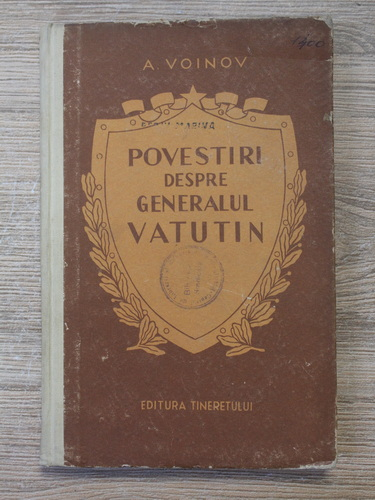 A. VOINOV
POVESTIRI
DESPRE
GENERALUL
VATUTIN
EDITURA TINERETULUI